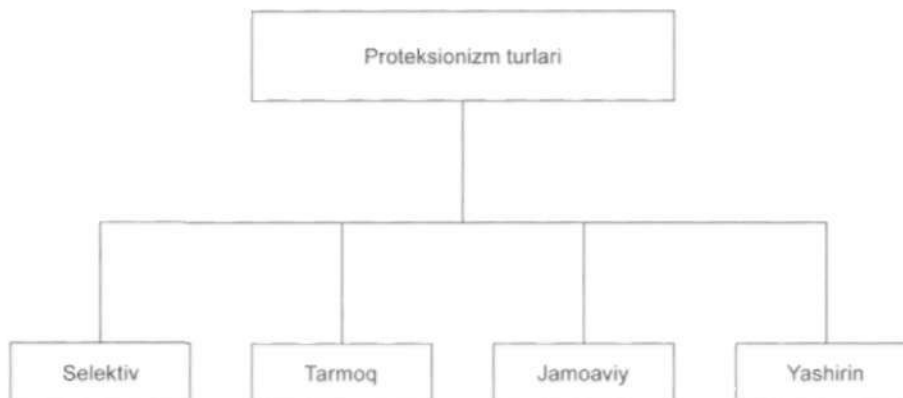 Proteksionizm turlari
Selektiv
Tarmoq
Jamoaviy
Yashirin